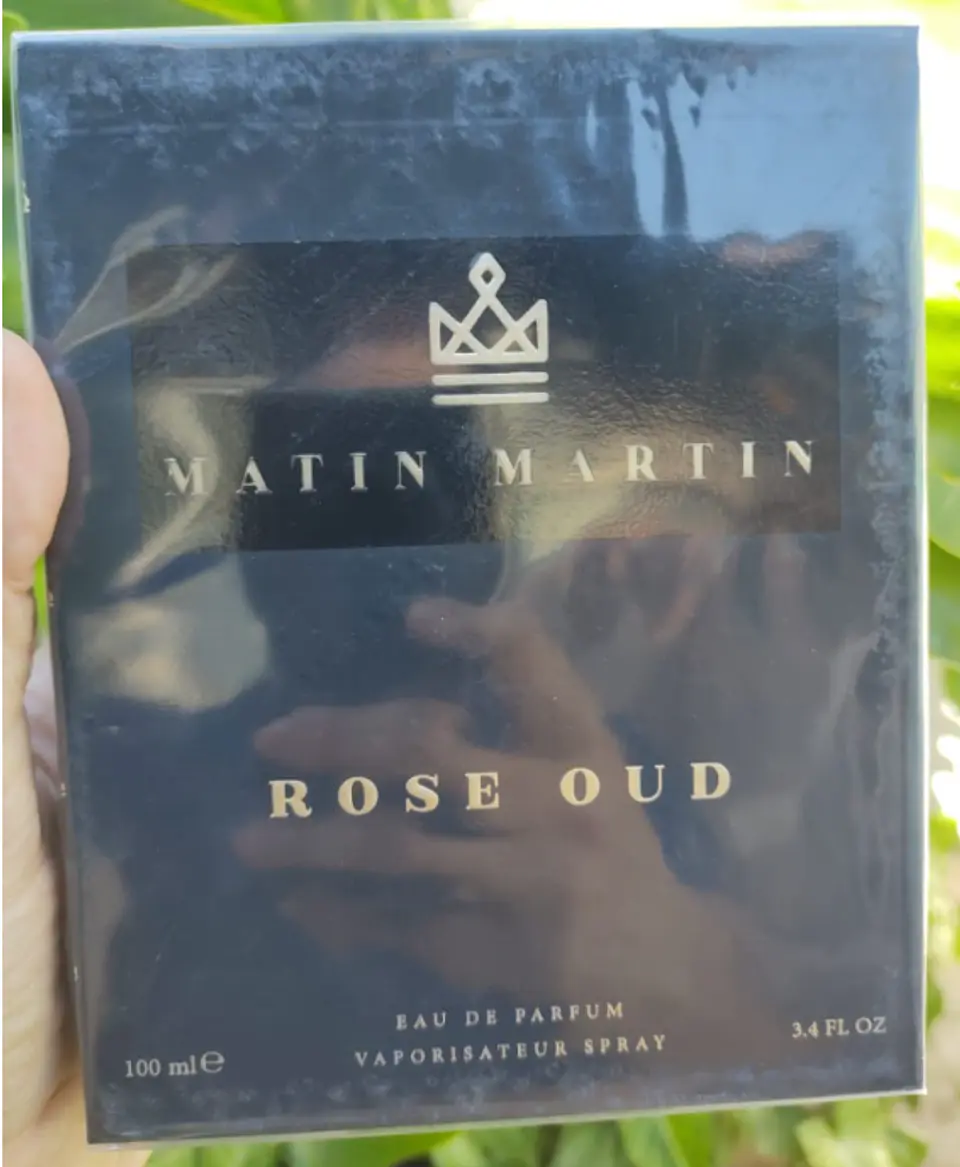 MATIN MARTIN
ROSE OUD
EAU DE PARFUM
VAPORISATEUR SPRAY
100 ml℮
3.4 FL OZ